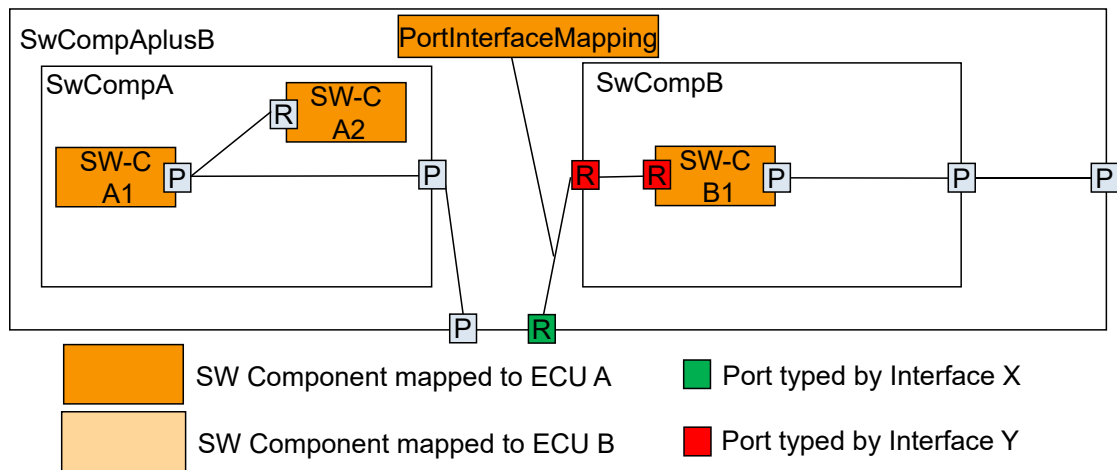 SwCompAplusB
PortInterfaceMapping
SwCompA
SwCompB
SW-C
A2
R
SW-C
A1
P
P
R
R
SW-C
B1
P
P
P
P
R
SW Component mapped to ECU A
Port typed by Interface X
SW Component mapped to ECU B
Port typed by Interface Y